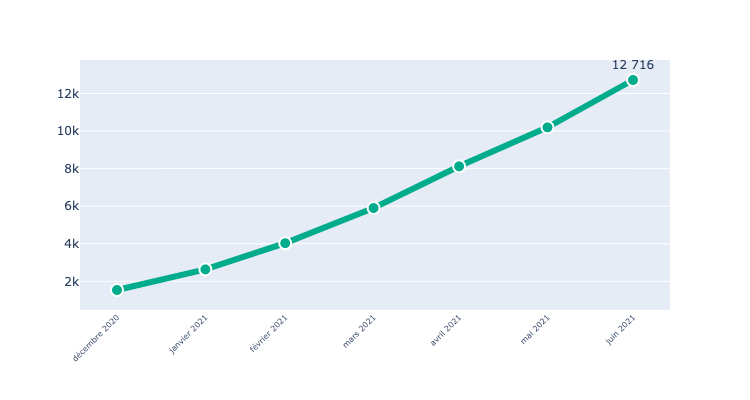 12 716
12k
10k
8k
6k
4k
2k
décembre 2020
janvier 2021
février 2021
mars 2021
avril 2021
mai 2021
juin 2021